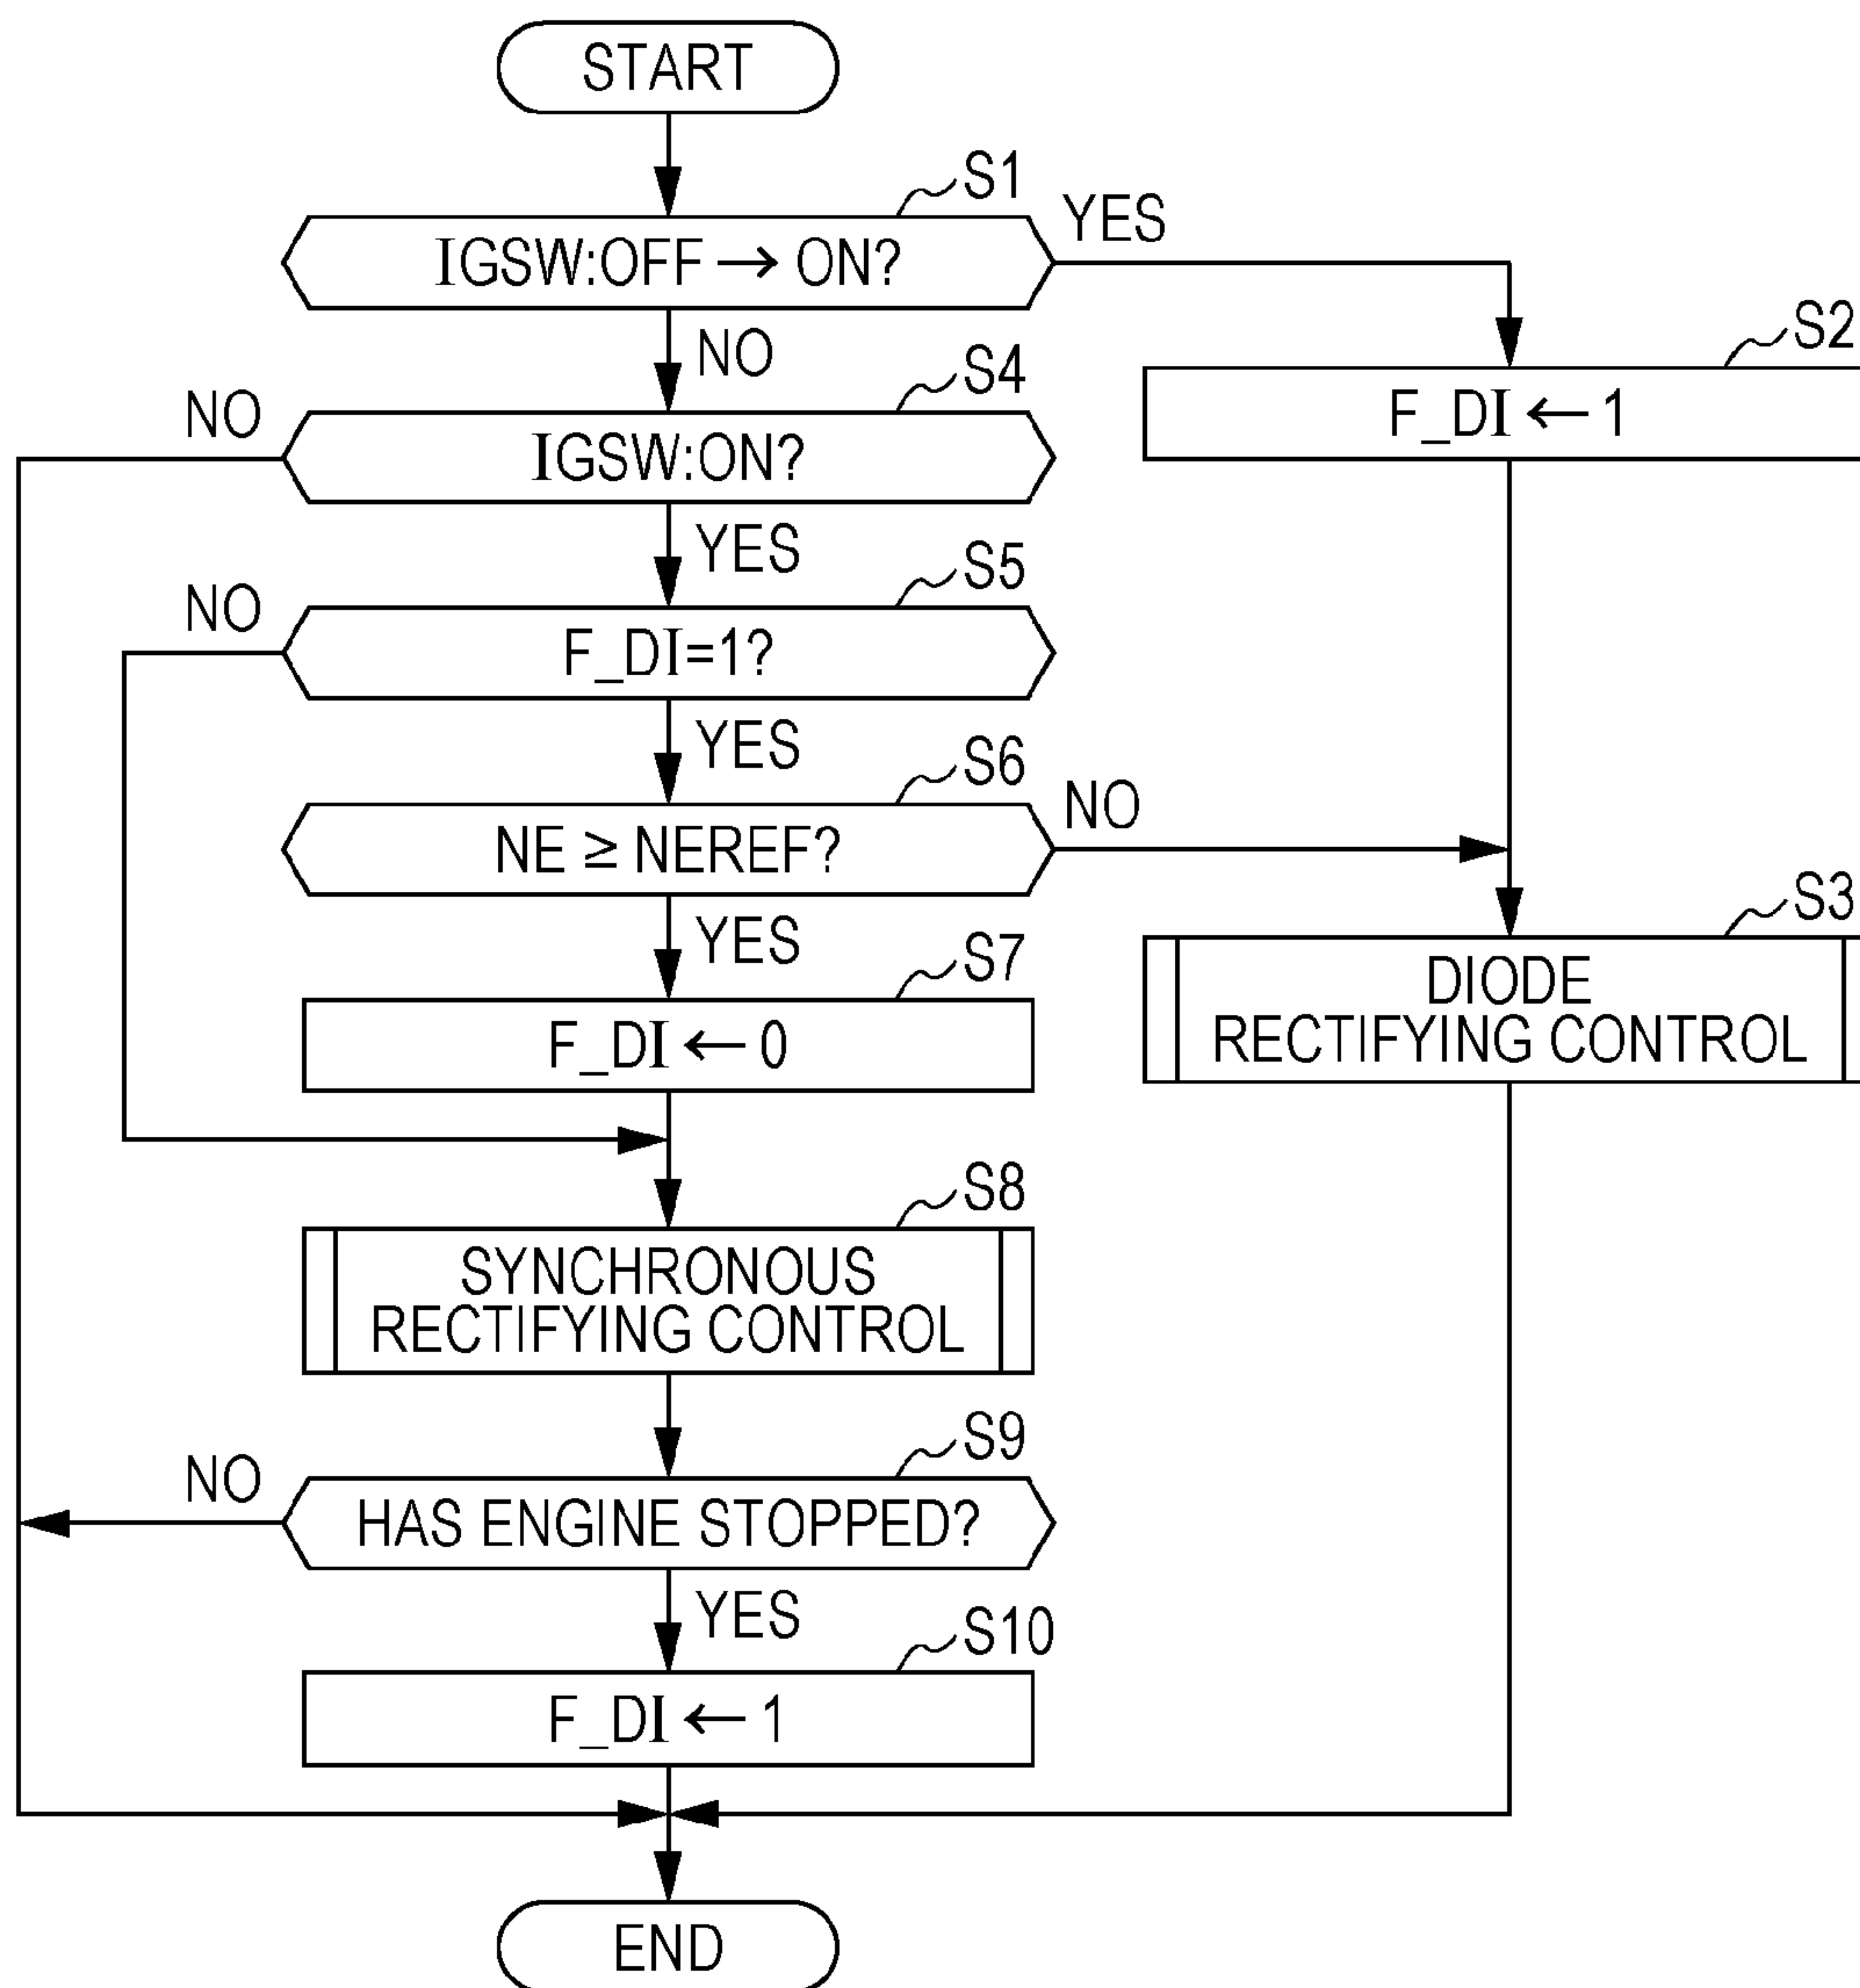 START
S1
IGSW:OFF → ON?
YES
NO
S2
F_DI ← 1
S4
NO
IGSW:ON?
YES
S5
NO
F_DI=1?
YES
S6
NO
NE ≥ NEREF?
YES
S3
DIODE
RECTIFYING CONTROL
S7
F_DI ← 0
S8
SYNCHRONOUS
RECTIFYING CONTROL
S9
NO
HAS ENGINE STOPPED?
YES
S10
F_DI ← 1
END